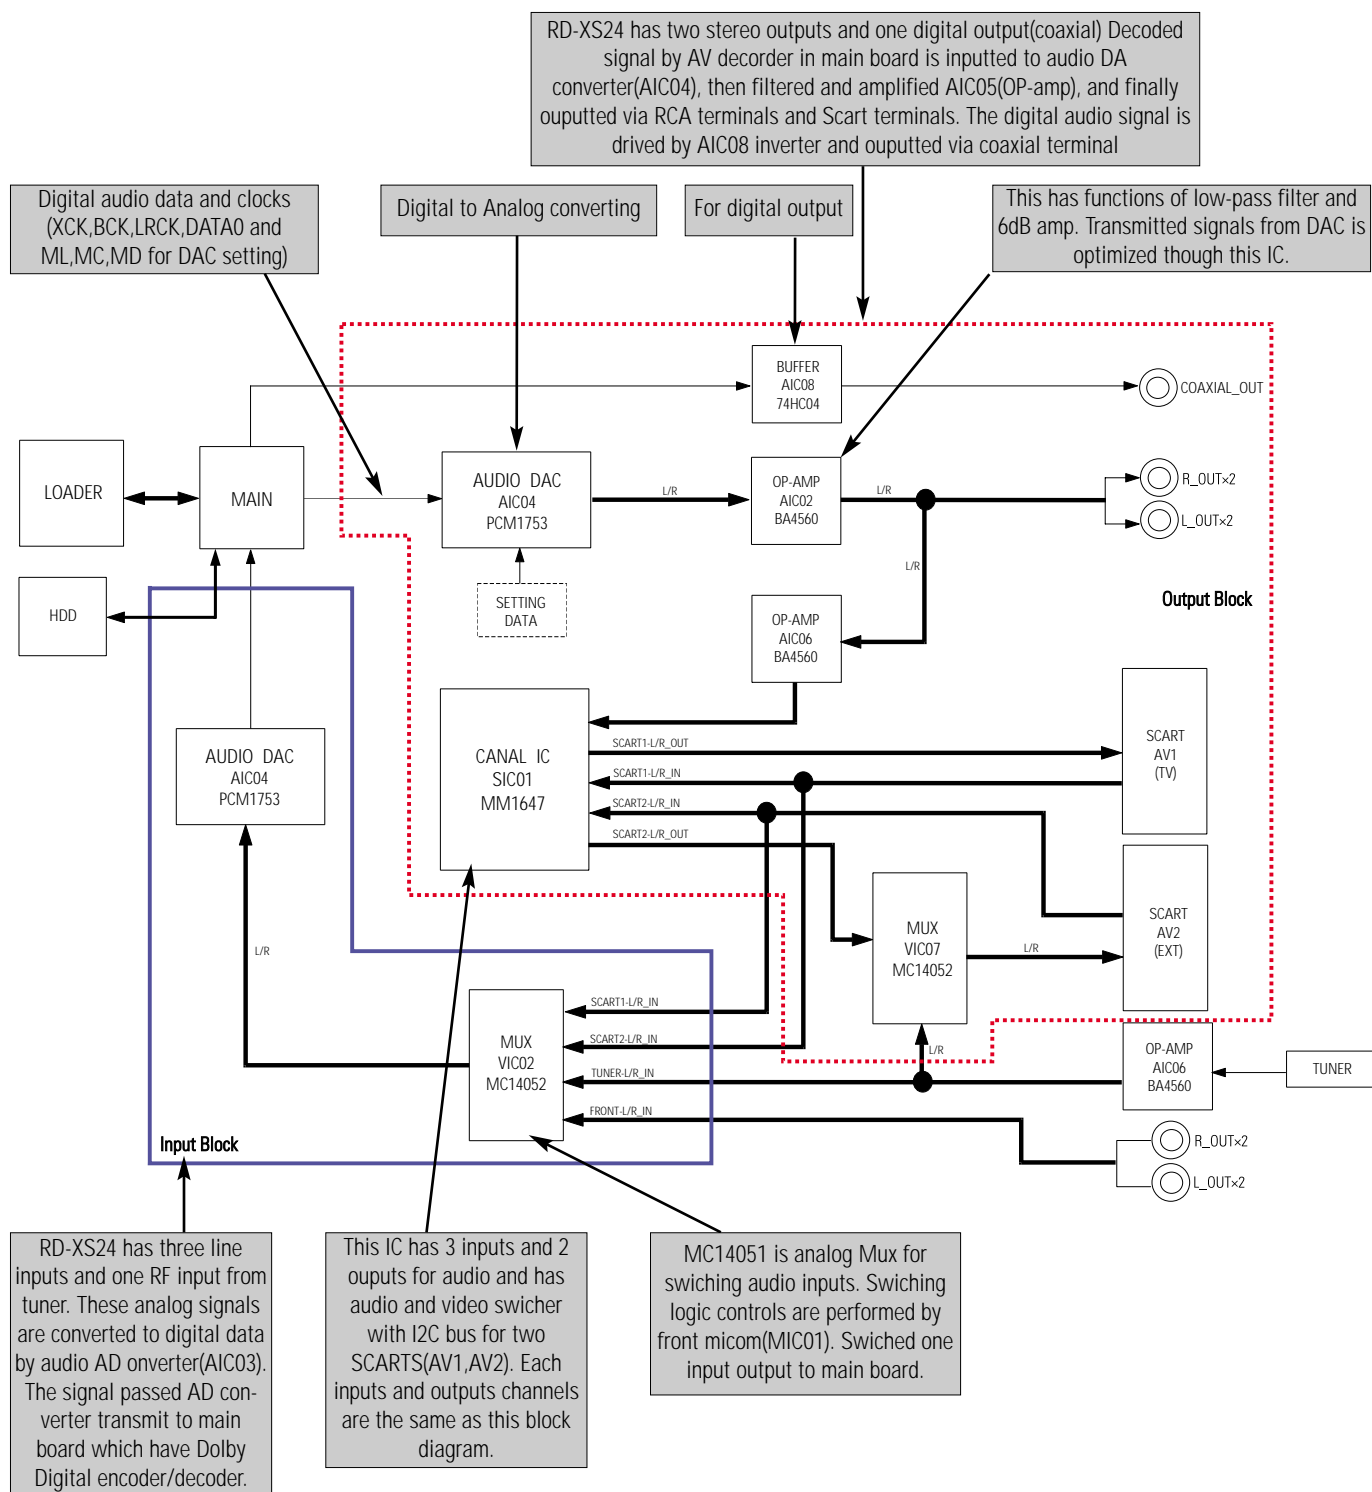 RD-XS24 has two stereo outputs and one digital output(coaxial) Decoded
signal by AV decorder in main board is inputted to audio DA
converter(AIC04), then filtered and amplified AIC05(OP-amp), and finally
ouputted via RCA terminals and Scart terminals. The digital audio signal is
drived by AIC08 inverter and ouputted via coaxial terminal
Digital audio data and clocks
(XCK,BCK,LRCK,DATA0 and
ML,MC,MD for DAC setting)
Digital to Analog converting
For digital output
This has functions of low-pass filter and
6dB amp. Transmitted signals from DAC is
optimized though this IC.
BUFFER
AIC08
74HC04
COAXIAL_OUT
LOADER
MAIN
AUDIO DAC
AIC04
PCM1753
L/R
OP-AMP
AIC02
BA4560
L/R
R_OUT×2
L_OUT×2
L/R
HDD
SETTING
DATA
OP-AMP
AIC06
BA4560
Output Block
AUDIO DAC
AIC04
PCM1753
CANAL IC
SIC01
MM1647
SCART1-L/R_OUT
SCART1-L/R_IN
SCART2-L/R_IN
SCART2-L/R_OUT
SCART
AV1
(TV)
SCART
AV2
(EXT)
MUX
VIC07
MC14052
L/R
L/R
L/R
MUX
VIC02
MC14052
SCART1-L/R_IN
SCART2-L/R_IN
TUNER-L/R_IN
FRONT-L/R_IN
OP-AMP
AIC06
BA4560
TUNER
R_OUT×2
L_OUT×2
Input Block
RD-XS24 has three line
inputs and one RF input from
tuner. These analog signals
are converted to digital data
by audio AD onverter(AIC03).
The signal passed AD con-
verter transmit to main
board which have Dolby
Digital encoder/decoder.
This IC has 3 inputs and 2
ouputs for audio and has
audio and video swicher
with I2C bus for two
SCARTS(AV1,AV2). Each
inputs and outputs channels
are the same as this block
diagram.
MC14051 is analog Mux for
swiching audio inputs. Swiching
logic controls are performed by
front micom(MIC01). Swiched one
input output to main board.